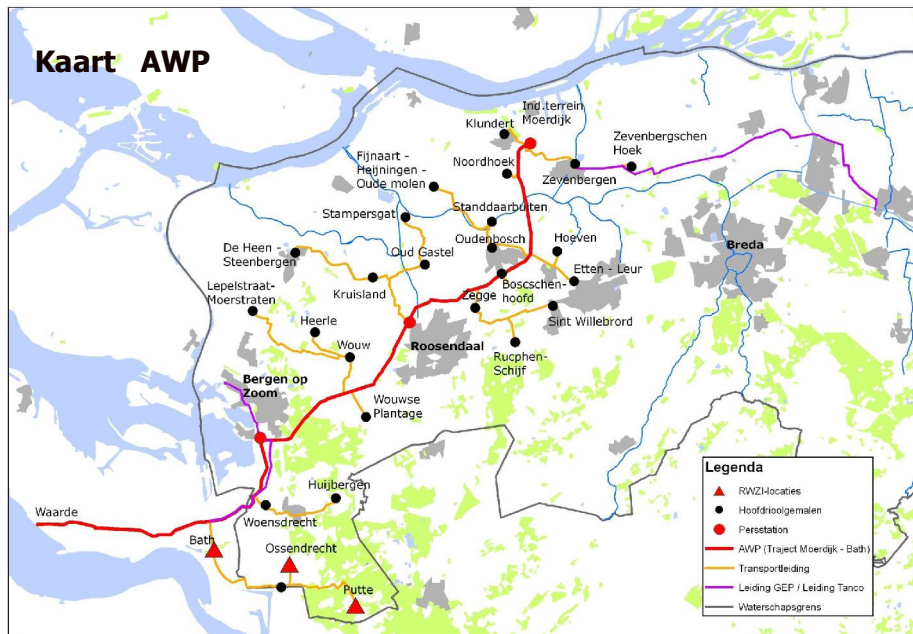 Kaart AWP
Ind.terrein
Moerdijk
Klundert
Zevenbergschen
Hoek
Fijnaart -
Heijningen -
Oude molen
Noordhoek
Zevenbergen
Standdaarbuiten
Stampersgat
Oudenbosch
Hoeven
Breda
De Heen -
Steenbergen
Oud Gastel
Etten - Leur
Boscschen-
hoofd
Lepelstraat-
Moerstraten
Kruisland
Zegge
Heerle
Sint Willebrord
Wouw
Roosendaal
Rucphen-
Schijf
Bergen op
Zoom
Wouwse
Plantage
Huijbergen
Waarde
Woensdrecht
Bath
Ossendrecht
Putte
Legenda
RWZI-locaties
Hoofdrioolgemalen
Persstation
AWP (Traject Moerdijk - Bath)
Transportleiding
Leiding GEP / Leiding Tanco
Waterschapsgrens